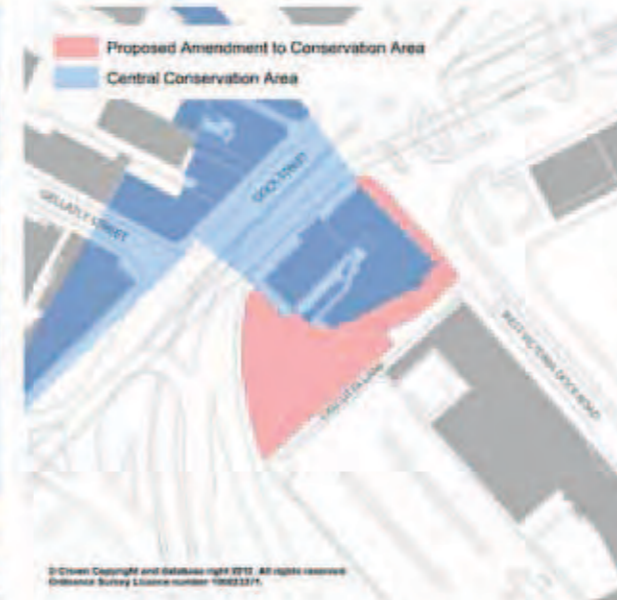 Proposed Amendment to Conservation Area
Central Conservation Area
DOCK STREET
GELLATLY STREET
WEST VICTORIA DOCK ROAD
© Crown Copyright and database right 2012. All rights reserved.
Ordnance Survey Licence number